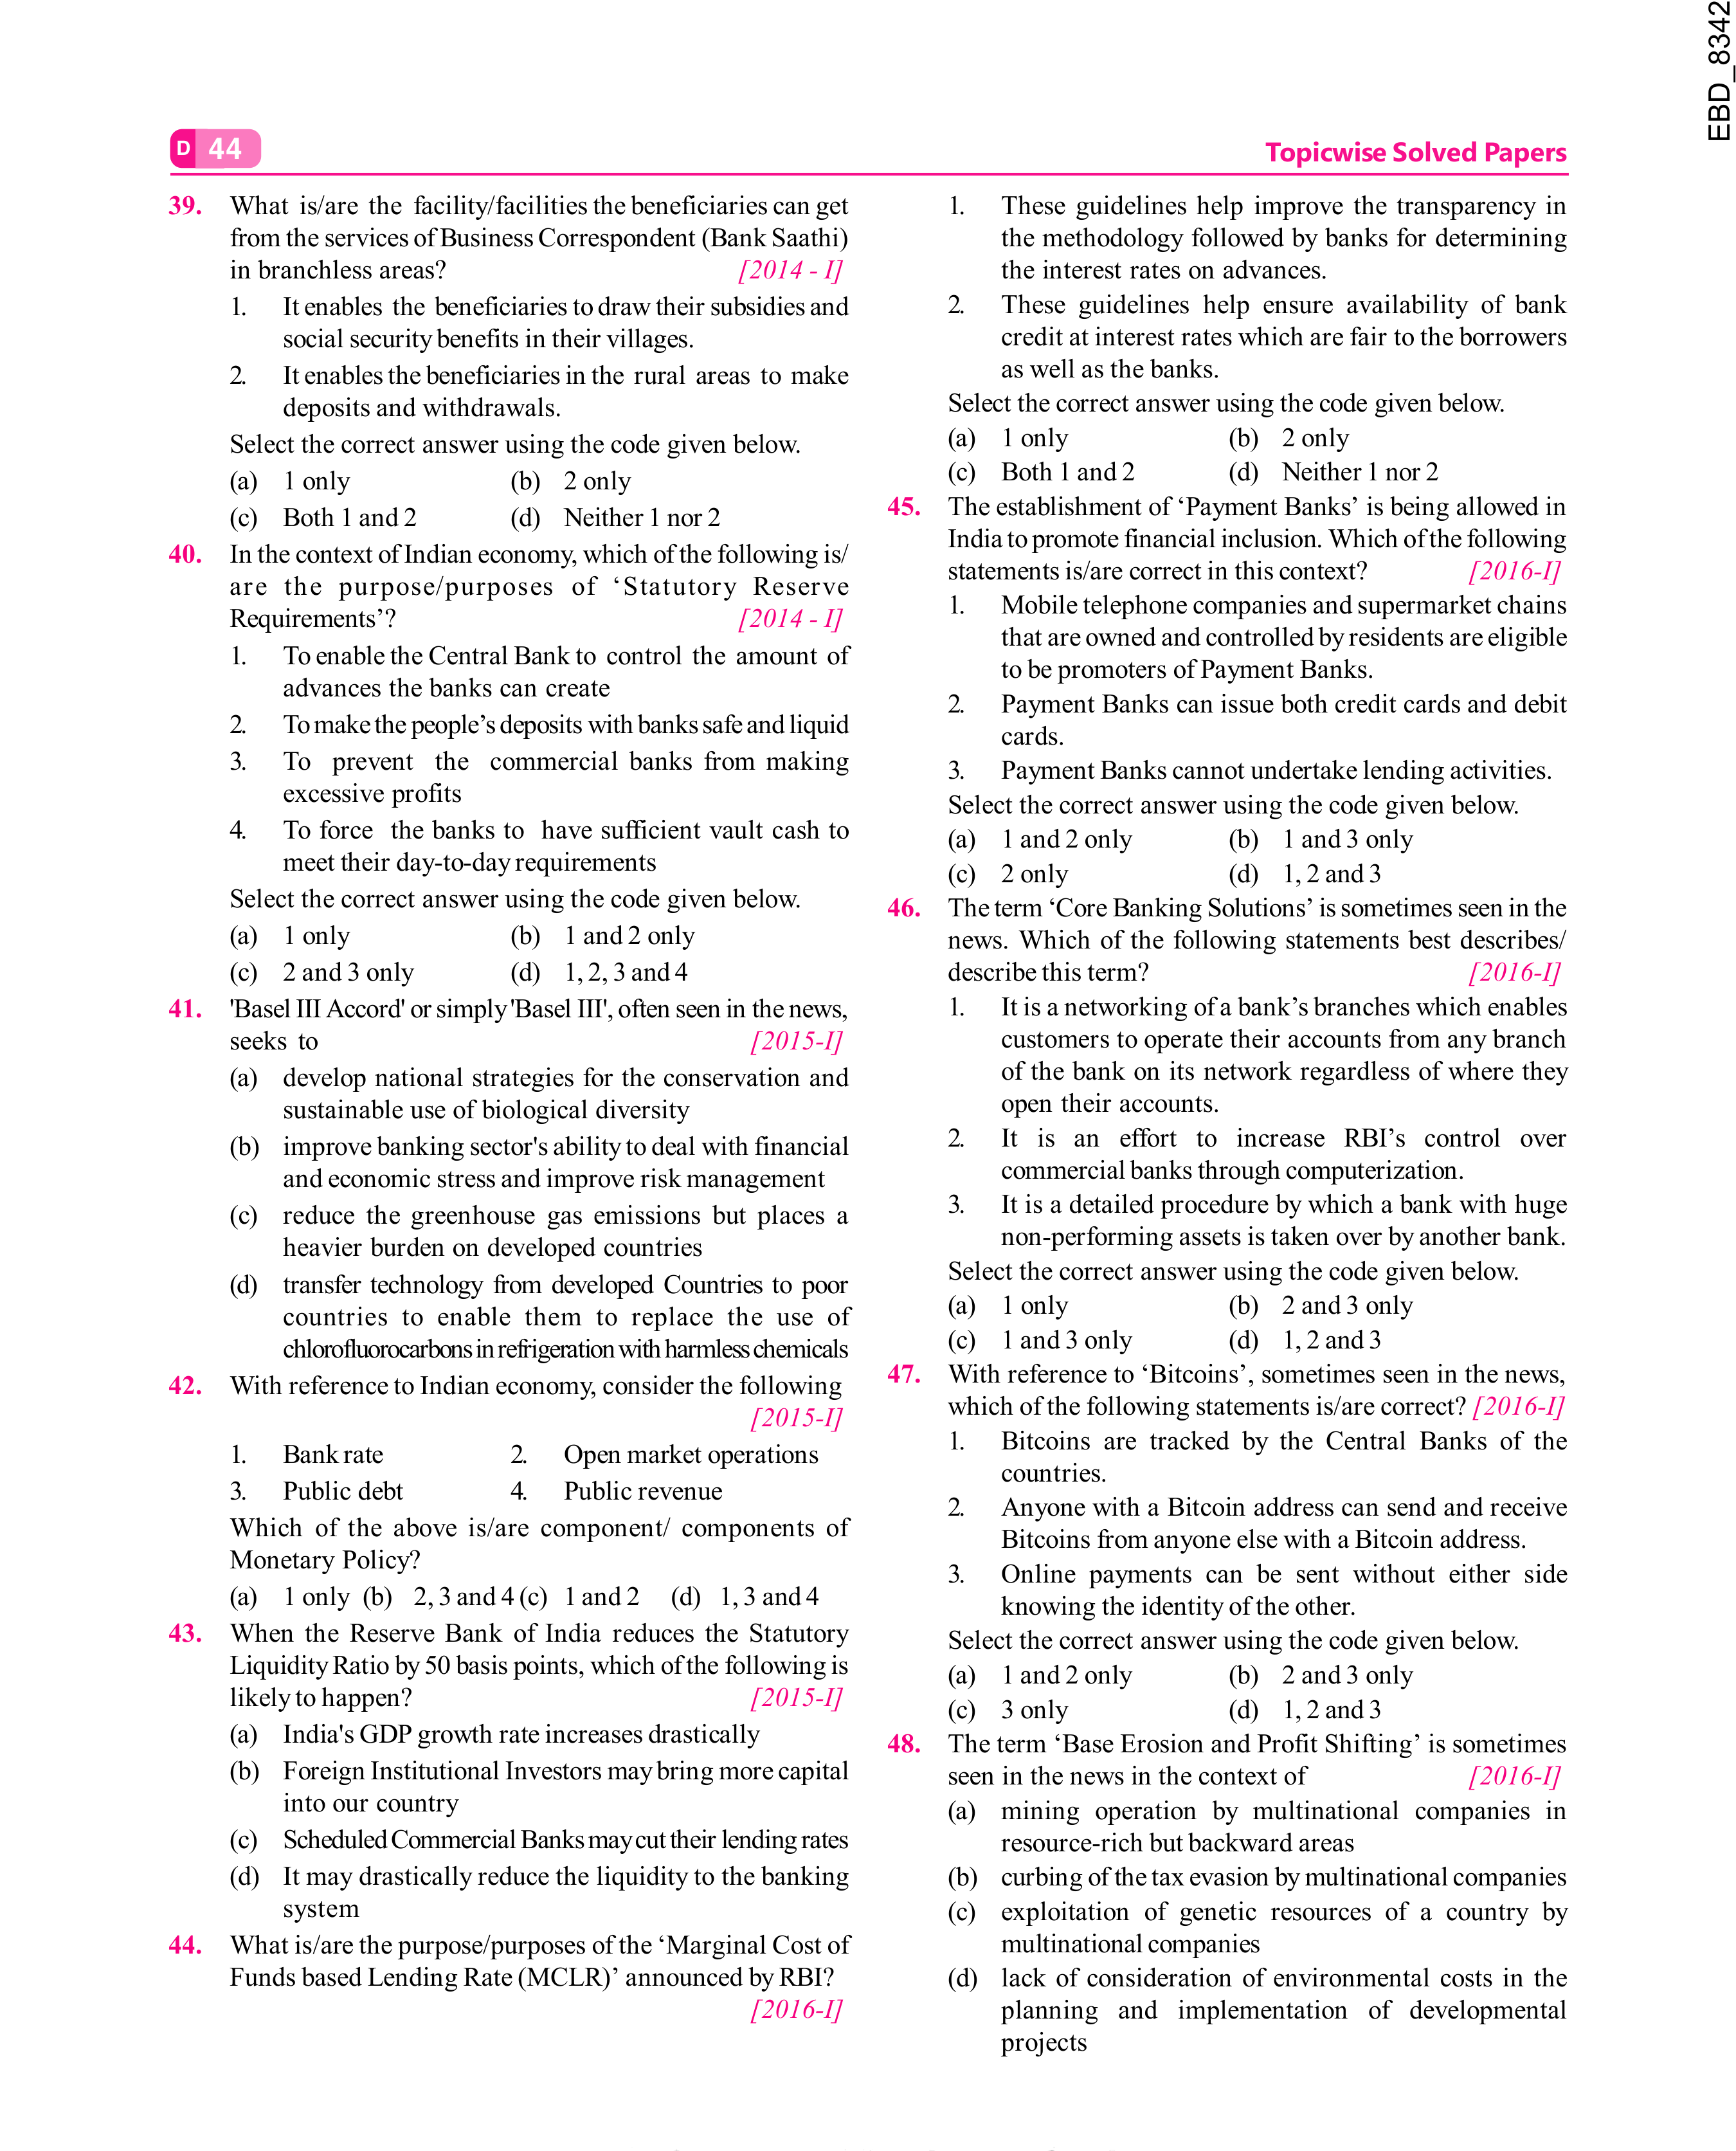 EBD_8342
D 44
Topicwise Solved Papers
39. What is/are the facility/facilities the beneficiaries can get
from the services of Business Correspondent (Bank Saathi)
in branchless areas? [2014 - I]
1. It enables the beneficiaries to draw their subsidies and
social security benefits in their villages.
2. It enables the beneficiaries in the rural areas to make
deposits and withdrawals.
Select the correct answer using the code given below.
(a) 1 only (b) 2 only
(c) Both 1 and 2 (d) Neither 1 nor 2
40. In the context of Indian economy, which of the following is/
are the purpose/purposes of ‘Statutory Reserve
Requirements’? [2014 - I]
1. To enable the Central Bank to control the amount of
advances the banks can create
2. To make the people’s deposits with banks safe and liquid
3. To prevent the commercial banks from making
excessive profits
4. To force the banks to have sufficient vault cash to
meet their day-to-day requirements
Select the correct answer using the code given below.
(a) 1 only (b) 1 and 2 only
(c) 2 and 3 only (d) 1, 2, 3 and 4
41. 'Basel III Accord' or simply 'Basel III', often seen in the news,
seeks to [2015-I]
(a) develop national strategies for the conservation and
sustainable use of biological diversity
(b) improve banking sector's ability to deal with financial
and economic stress and improve risk management
(c) reduce the greenhouse gas emissions but places a
heavier burden on developed countries
(d) transfer technology from developed Countries to poor
countries to enable them to replace the use of
chlorofluorocarbons in refrigeration with harmless chemicals
42. With reference to Indian economy, consider the following
[2015-I]
1. Bank rate 2. Open market operations
3. Public debt 4. Public revenue
Which of the above is/are component/ components of
Monetary Policy?
(a) 1 only (b) 2, 3 and 4 (c) 1 and 2 (d) 1, 3 and 4
43. When the Reserve Bank of India reduces the Statutory
Liquidity Ratio by 50 basis points, which of the following is
likely to happen? [2015-I]
(a) India's GDP growth rate increases drastically
(b) Foreign Institutional Investors may bring more capital
into our country
(c) Scheduled Commercial Banks may cut their lending rates
(d) It may drastically reduce the liquidity to the banking
system
44. What is/are the purpose/purposes of the ‘Marginal Cost of
Funds based Lending Rate (MCLR)’ announced by RBI?
[2016-I]
1. These guidelines help improve the transparency in
the methodology followed by banks for determining
the interest rates on advances.
2. These guidelines help ensure availability of bank
credit at interest rates which are fair to the borrowers
as well as the banks.
Select the correct answer using the code given below.
(a) 1 only (b) 2 only
(c) Both 1 and 2 (d) Neither 1 nor 2
45. The establishment of ‘Payment Banks’ is being allowed in
India to promote financial inclusion. Which of the following
statements is/are correct in this context? [2016-I]
1. Mobile telephone companies and supermarket chains
that are owned and controlled by residents are eligible
to be promoters of Payment Banks.
2. Payment Banks can issue both credit cards and debit
cards.
3. Payment Banks cannot undertake lending activities.
Select the correct answer using the code given below.
(a) 1 and 2 only (b) 1 and 3 only
(c) 2 only (d) 1, 2 and 3
46. The term ‘Core Banking Solutions’ is sometimes seen in the
news. Which of the following statements best describes/
describe this term? [2016-I]
1. It is a networking of a bank’s branches which enables
customers to operate their accounts from any branch
of the bank on its network regardless of where they
open their accounts.
2. It is an effort to increase RBI’s control over
commercial banks through computerization.
3. It is a detailed procedure by which a bank with huge
non-performing assets is taken over by another bank.
Select the correct answer using the code given below.
(a) 1 only (b) 2 and 3 only
(c) 1 and 3 only (d) 1, 2 and 3
47. With reference to ‘Bitcoins’, sometimes seen in the news,
which of the following statements is/are correct? [2016-I]
1. Bitcoins are tracked by the Central Banks of the
countries.
2. Anyone with a Bitcoin address can send and receive
Bitcoins from anyone else with a Bitcoin address.
3. Online payments can be sent without either side
knowing the identity of the other.
Select the correct answer using the code given below.
(a) 1 and 2 only (b) 2 and 3 only
(c) 3 only (d) 1, 2 and 3
48. The term ‘Base Erosion and Profit Shifting’ is sometimes
seen in the news in the context of [2016-I]
(a) mining operation by multinational companies in
resource-rich but backward areas
(b) curbing of the tax evasion by multinational companies
(c) exploitation of genetic resources of a country by
multinational companies
(d) lack of consideration of environmental costs in the
planning and implementation of developmental
projects